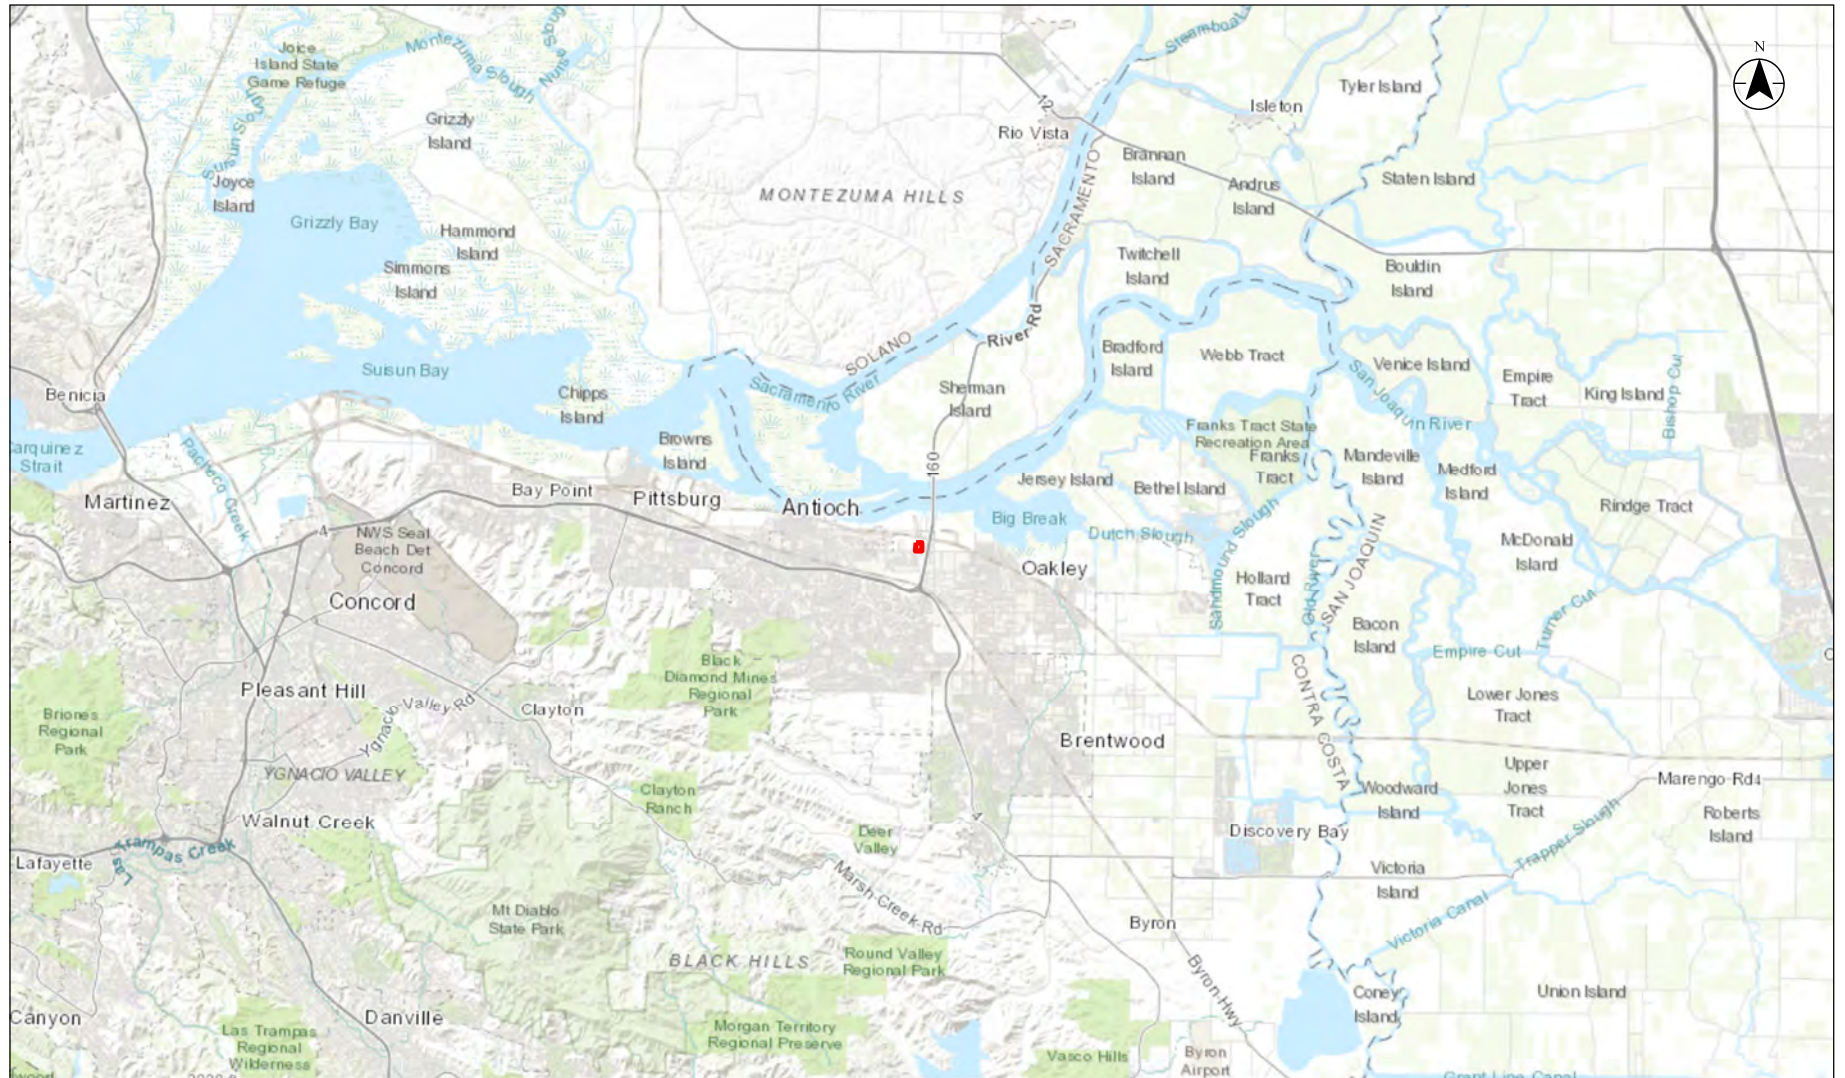 N
Joice
Island State
Game Refuge
Montezuma Slough
Nurse Slough
Steamboat
Tyler Island
Isleton
Grizzly
Island
12
Rio Vista
Brannan
Island
Suisun Slough
Joyce
Island
MONTEZUMA HILLS
SACRAMENTO
Andrus
Island
Staten Island
Grizzly Bay
Hammond
Island
Simmons
Island
Twitchell
Island
Bouldin
Island
River Rd
SOLANO
Bradford
Island
Webb Tract
Venice Island
Suisun Bay
Sacramento River
Sherman
Island
San Joaquin River
Empire
Tract
King Island
Bishop Cut
Benicia
Chipps
Island
Franks Tract State
Recreation Area
Franks
Tract
arquinez
Strait
Pacheco Creek
Browns
Island
160
Mandeville
Island
Medford
Island
Jersey Island
Bethel Island
Martinez
Bay Point
Pittsburg
Antioch
Rindge Tract
Big Break
Dutch Slough
Sandmound Slough
4
NWS Seal
Beach Det
Concord
McDonald
Island
Oakley
Holland
Tract
Old River
SAN JOAQUIN
Concord
Turner Cut
Bacon
Island
Empire Cut
Black
Diamond Mines
Regional
Park
CONTRA COSTA
Pleasant Hill
Ygnacio Valley Rd
Clayton
Lower Jones
Tract
Briones
Regional
Park
Brentwood
YGNACIO VALLEY
Upper
Jones
Tract
Marengo Rd
4
Clayton
Ranch
Woodward
Island
Roberts
Island
Walnut Creek
4
Deer
Valley
Discovery Bay
Trapper Slough
Las Trampas Creek
Lafayette
Marsh Creek Rd
Victoria
Island
Mt Diablo
State Park
Byron
Victoria Canal
BLACK HILLS
Round Valley
Regional Park
Byron Hwy
Coney
Island
Union Island
Canyon
Danville
Las Trampas
Regional
Wilderness
Morgan Territory
Regional Preserve
Vasco Hills
Byron
Airport
Grant Line Canal